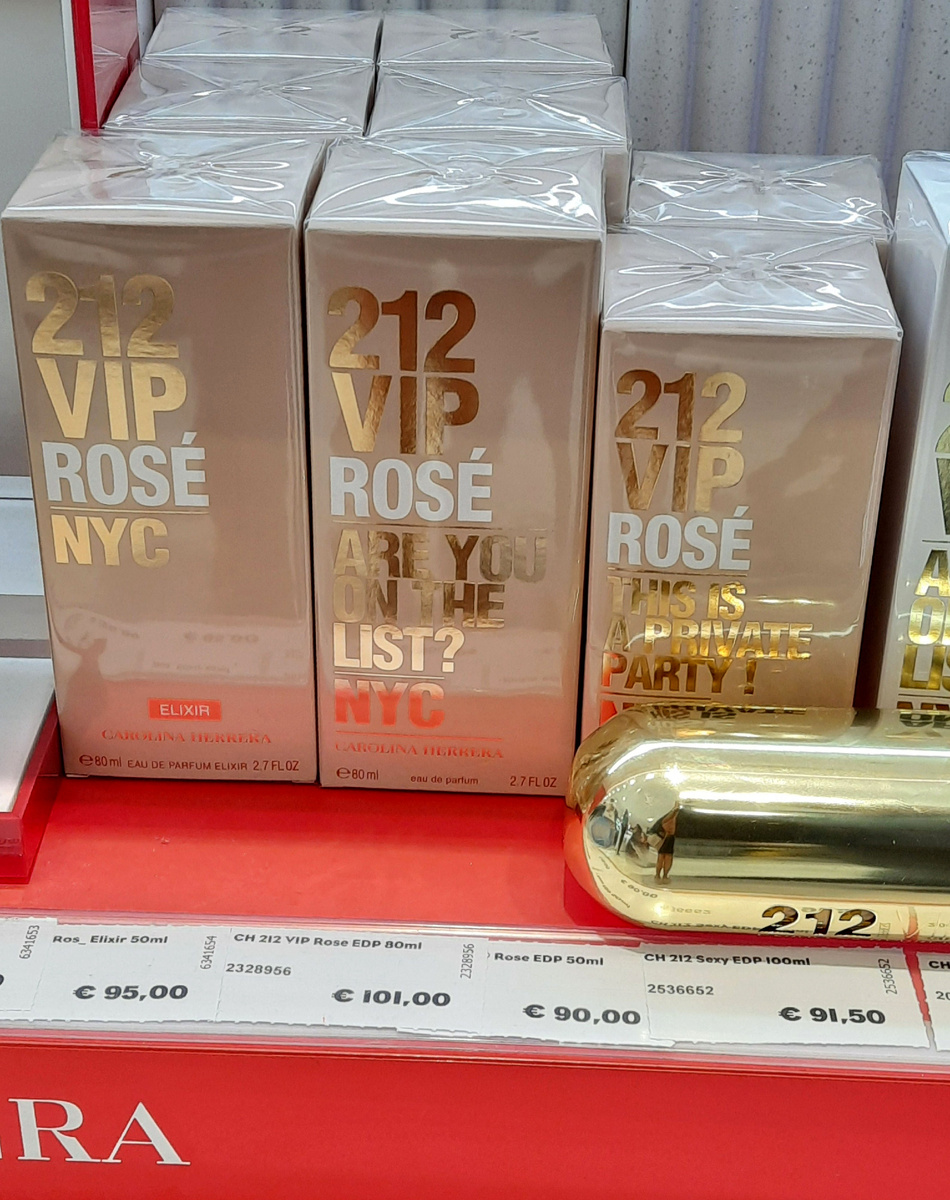 212
VIP
ROSÉ
NYC
ELIXIR
CAROLINA HERRERA
℮80ml EAU DE PARFUM ELIXIR 2.7 FL OZ
212
VIP
ROSÉ
ARE YOU
ON THE
LIST?
NYC
CAROLINA HERRERA
℮80ml eau de parfum 2.7 FL OZ
212
VIP
ROSÉ
THIS IS
A PRIVATE
PARTY !
212
6341653
Ros_ Elixir 50ml
6341654
€ 95,00
CH 212 VIP Rose EDP 80ml
2328956
2328956
€ 101,00
Rose EDP 50ml
€ 90,00
CH 212 Sexy EDP 100ml
2536652
2536652
€ 91,50
CH
ERA